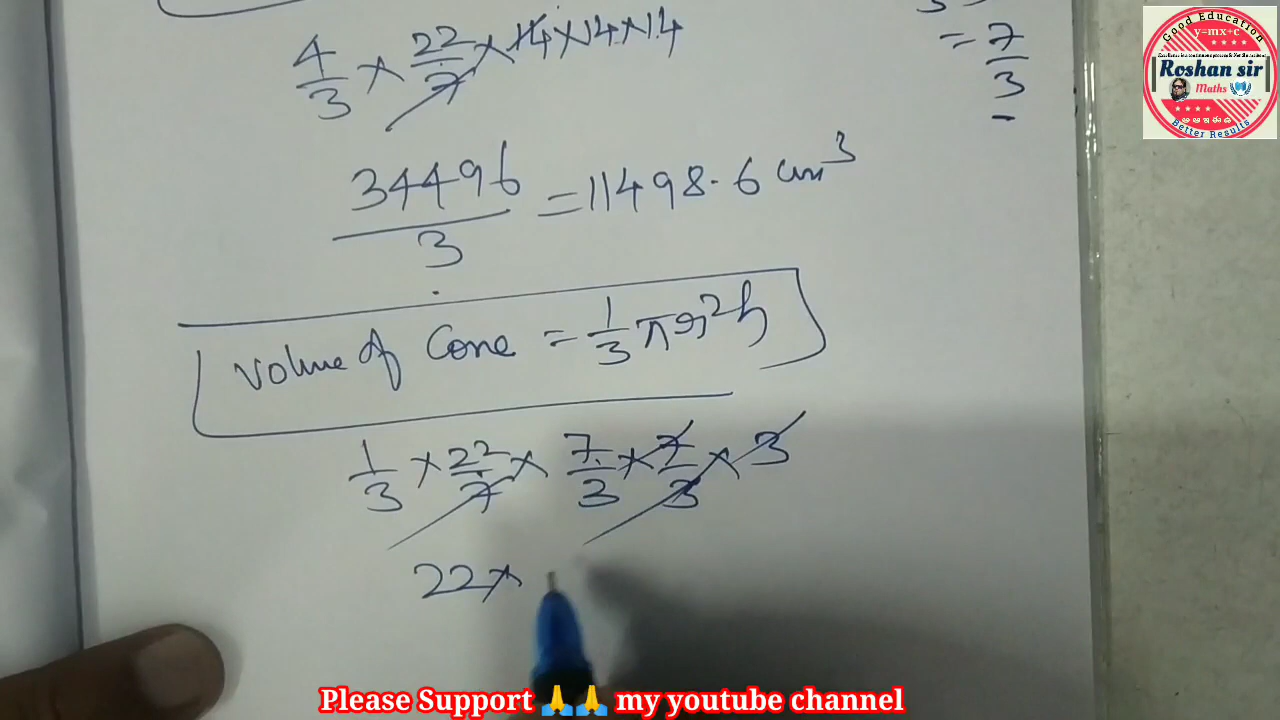 4/3 × 22/7 × 14×14×14
= 7/3
34496/3 = 11498.6 cm³
Volume of Cone = 1/3 πr²h
1/3 × 22/7 × 7/3 × 7/3 × 3
22×
Good Education
y=mx+c
Roshan sir
Maths
Better Results
Please Support 🙏🙏 my youtube channel